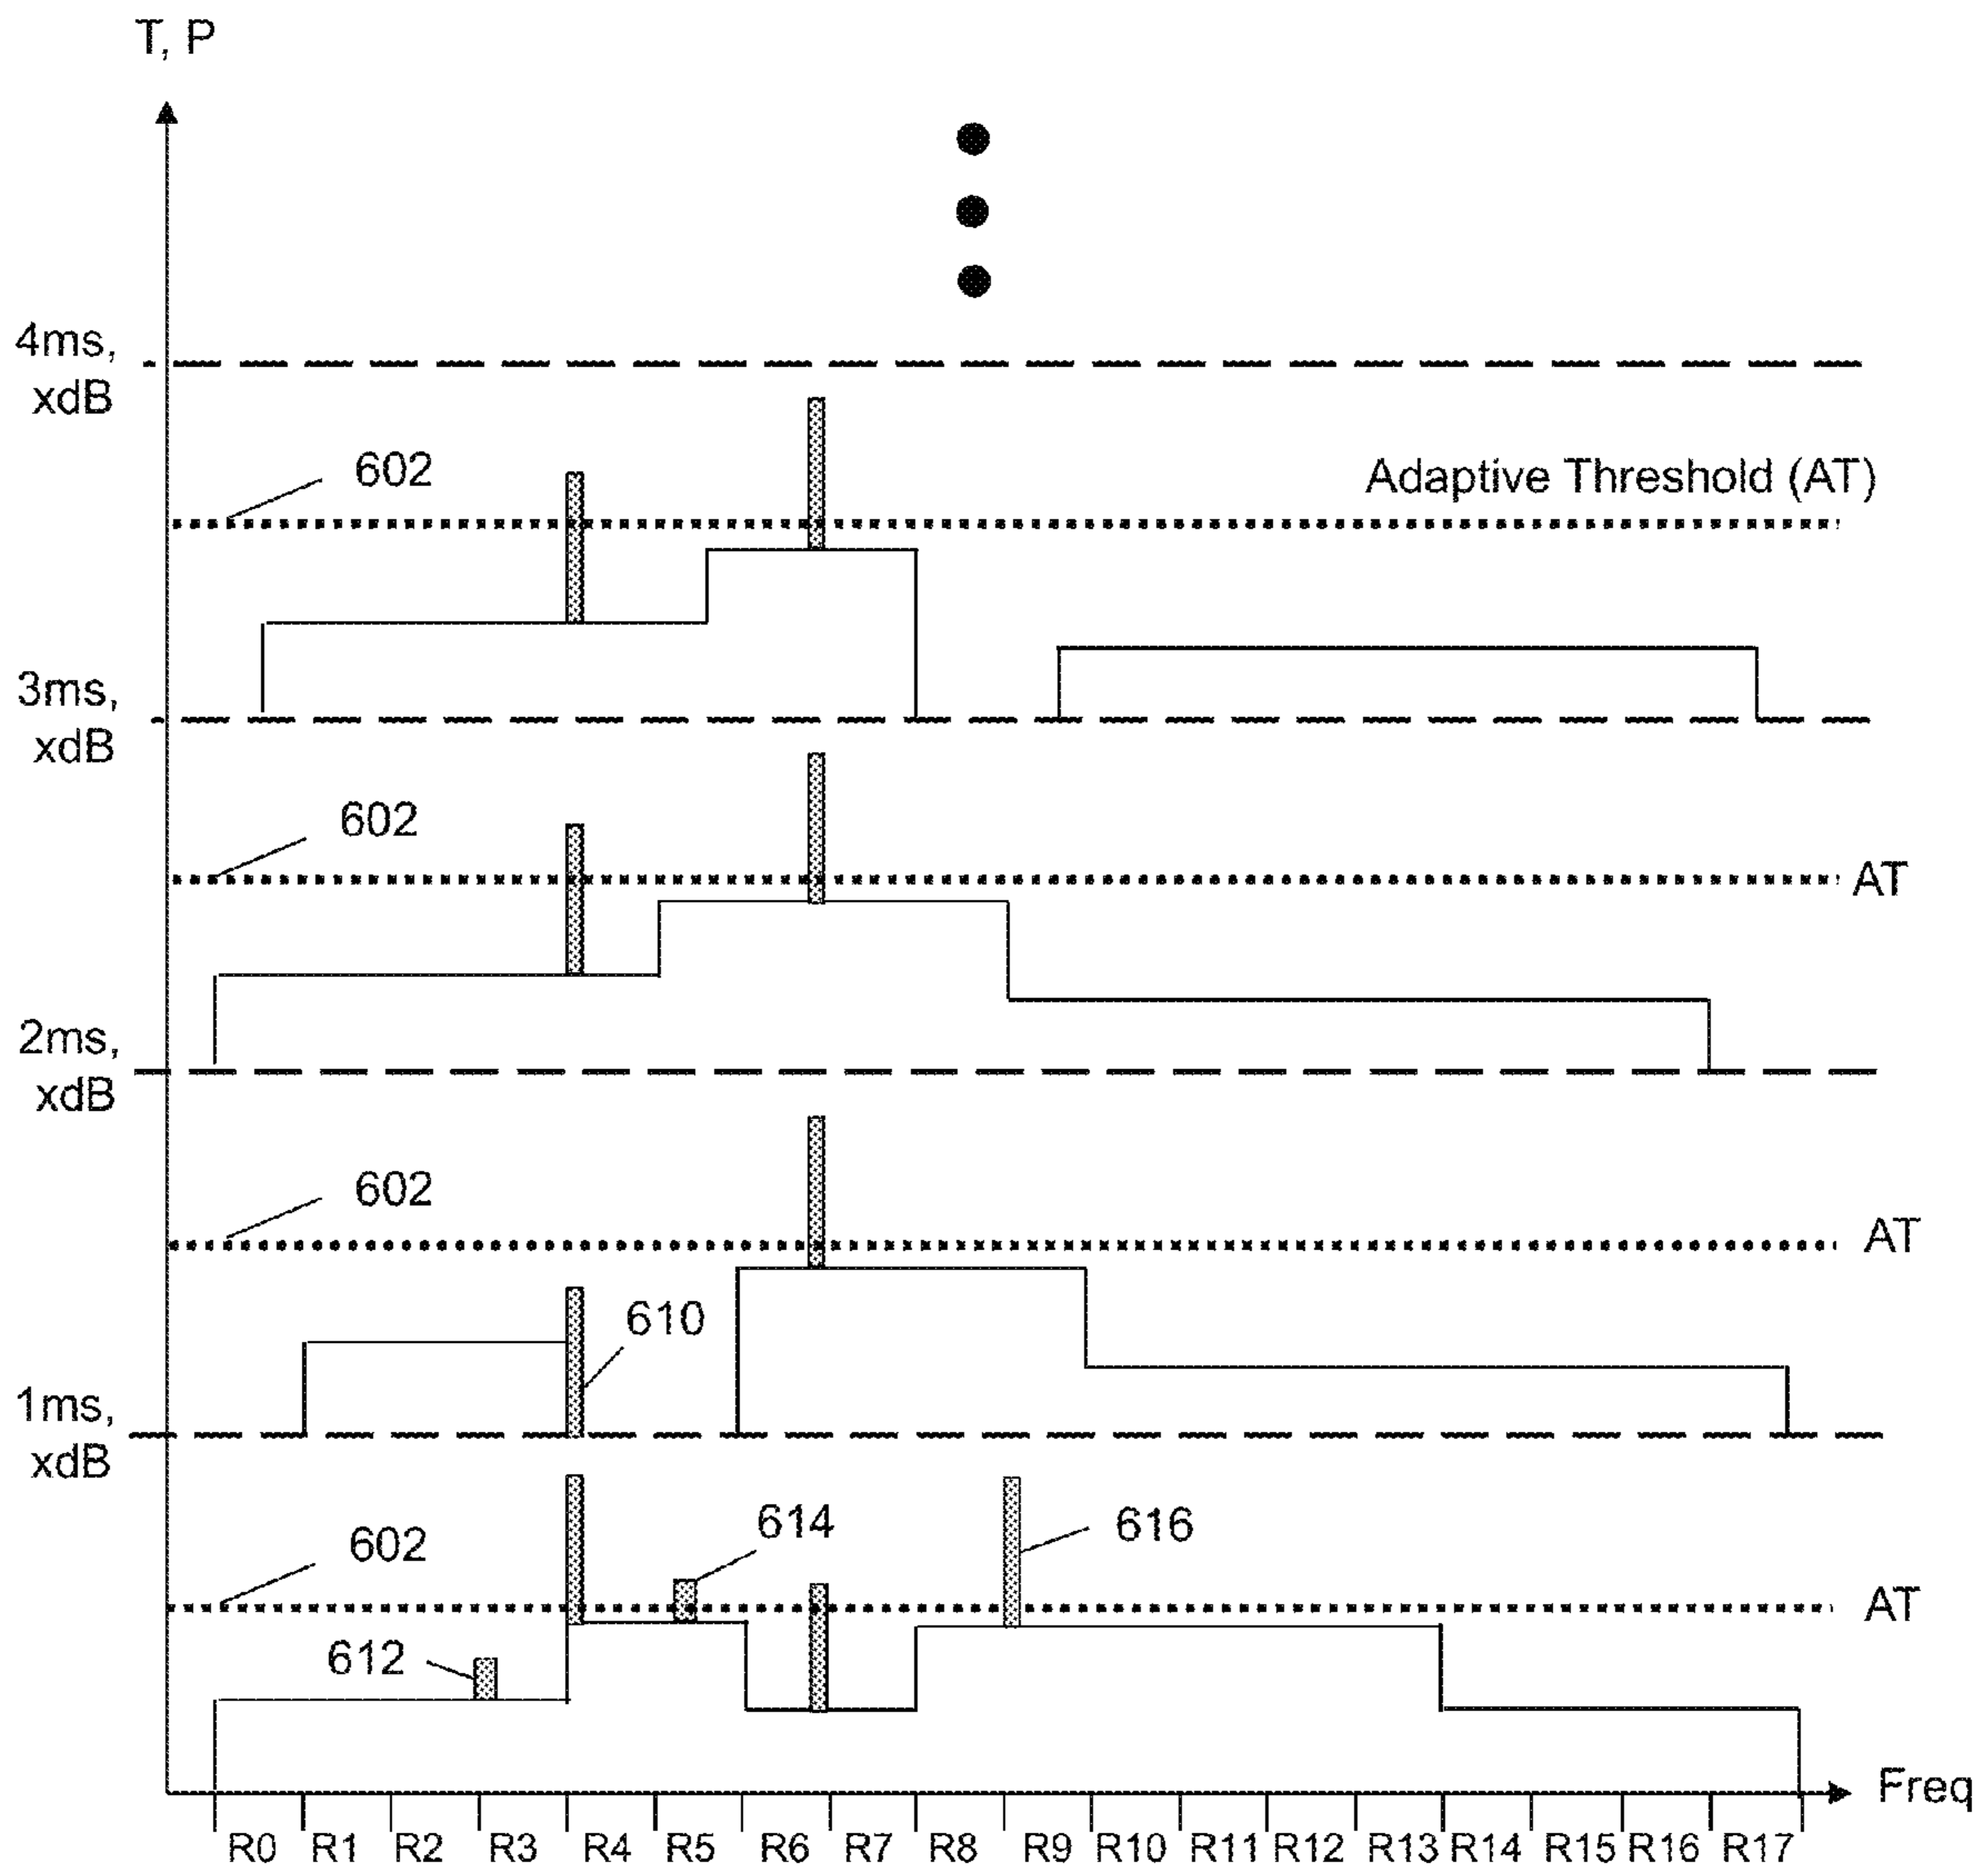 T, P
4ms,
xdB
602
Adaptive Threshold (AT)
3ms,
xdB
602
AT
2ms,
xdB
602
AT
610
1ms,
xdB
602
614
616
AT
612
Freq
R0 R1 R2 R3 R4 R5 R6 R7 R8 R9 R10 R11 R12 R13 R14 R15 R16 R17